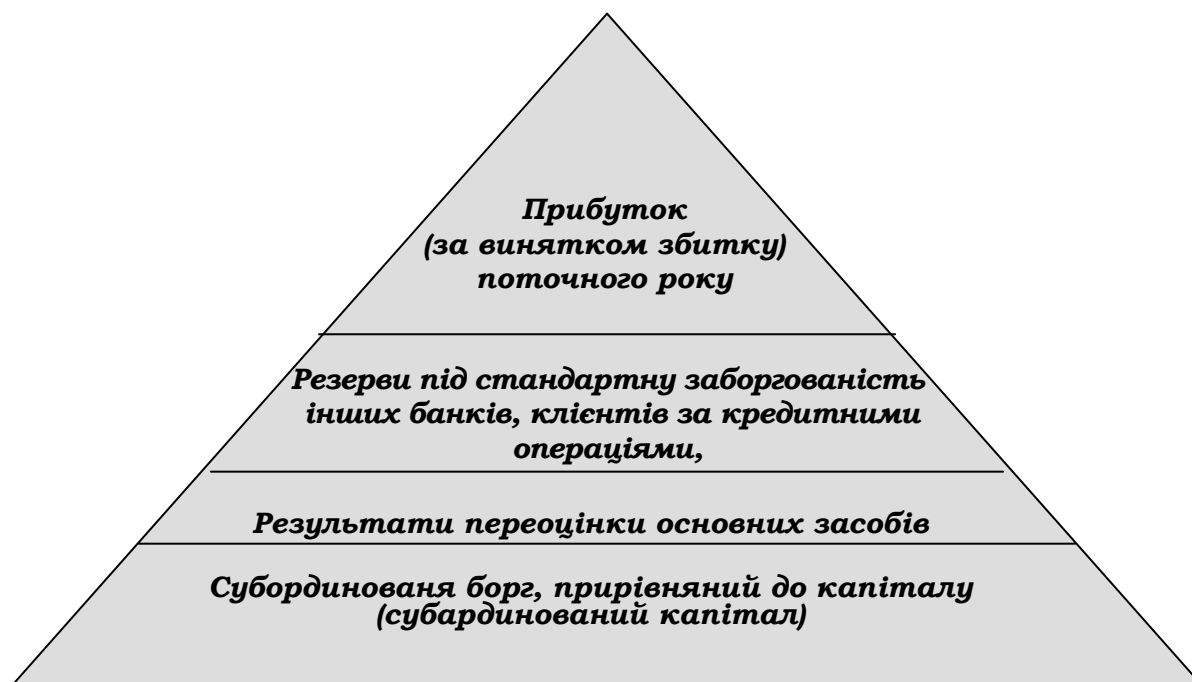 Прибуток
(за винятком збитку)
поточного року
Резерви під стандартну заборгованість
інших банків, клієнтів за кредитними
операціями,
Результати переоцінки основних засобів
Субординованя борг, прирівняний до капіталу
(субардинований капітал)